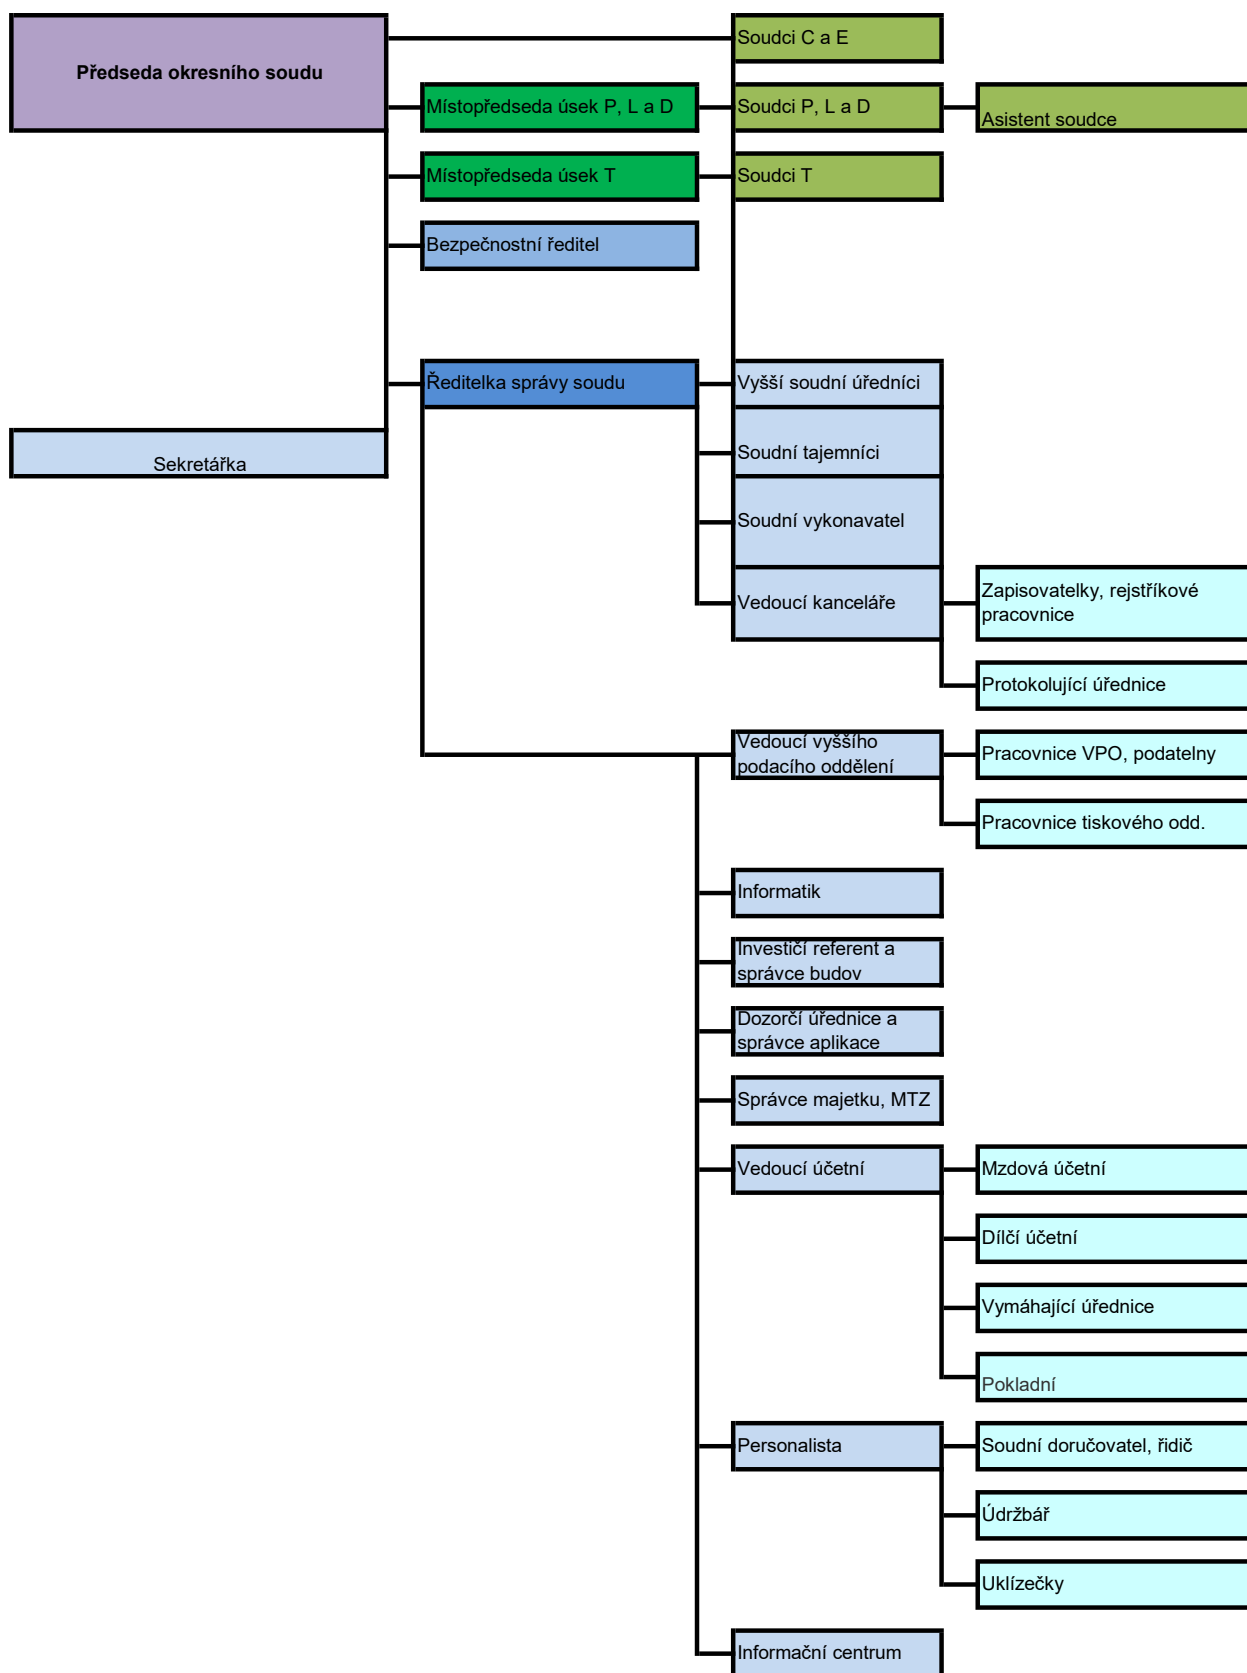 Předseda okresního soudu
Soudci C a E
Místopředseda úsek P, L a D
Soudci P, L a D
Asistent soudce
Místopředseda úsek T
Soudci T
Bezpečnostní ředitel
Ředitelka správy soudu
Vyšší soudní úředníci
Sekretářka
Soudní tajemníci
Soudní vykonavatel
Vedoucí kanceláře
Zapisovatelky, rejstříkové
pracovnice
Protokolující úřednice
Vedoucí vyššího
podacího oddělení
Pracovnice VPO, podatelny
Pracovnice tiskového odd.
Informatik
Investičí referent a
správce budov
Dozorčí úřednice a
správce aplikace
Správce majetku, MTZ
Vedoucí účetní
Mzdová účetní
Dílčí účetní
Vymáhající úřednice
Pokladní
Personalista
Soudní doručovatel, řidič
Údržbář
Uklízečky
Informační centrum